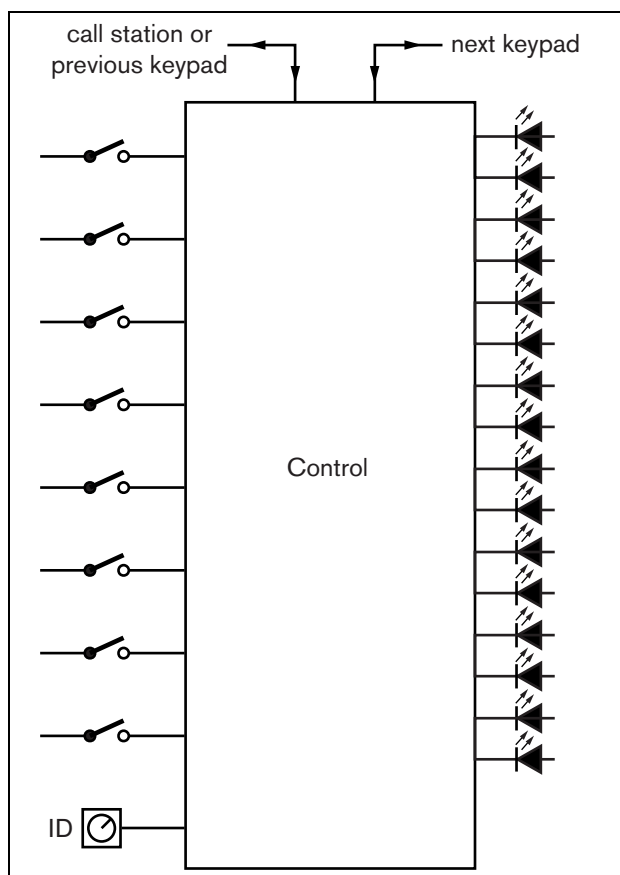 call station or
previous keypad
next keypad
Control
ID